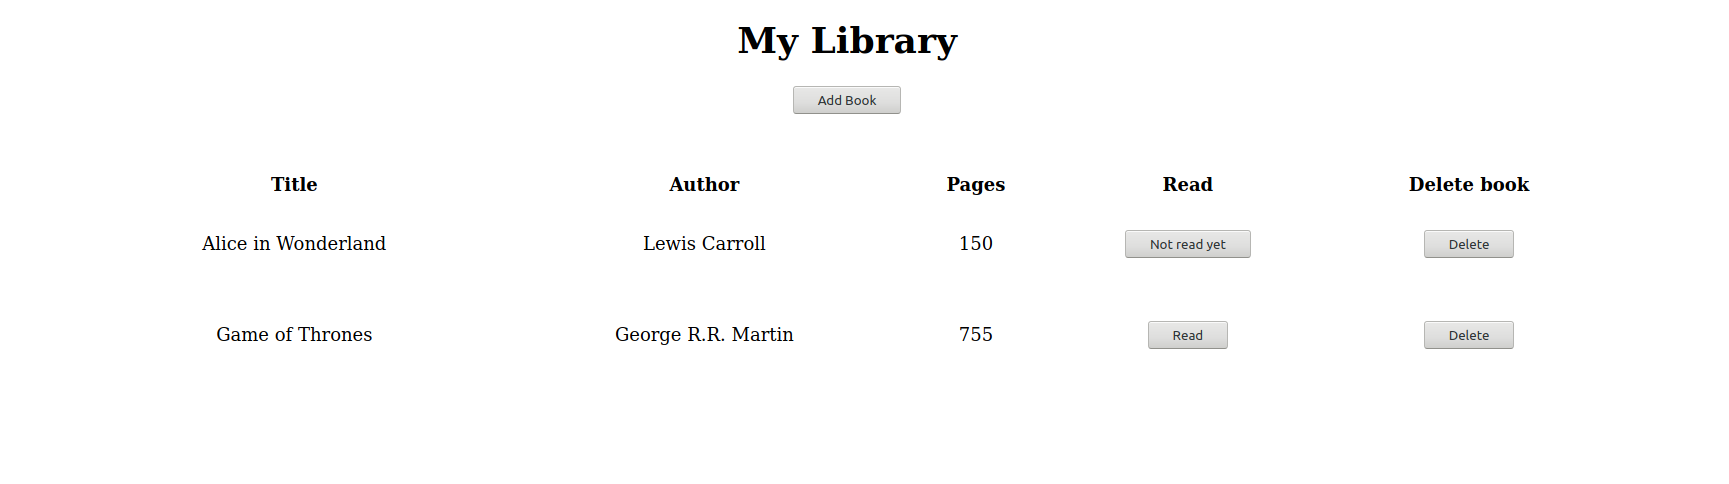 My Library
Add Book
Title Author Pages Read Delete book
Alice in Wonderland Lewis Carroll 150 Not read yet Delete
Game of Thrones George R.R. Martin 755 Read Delete